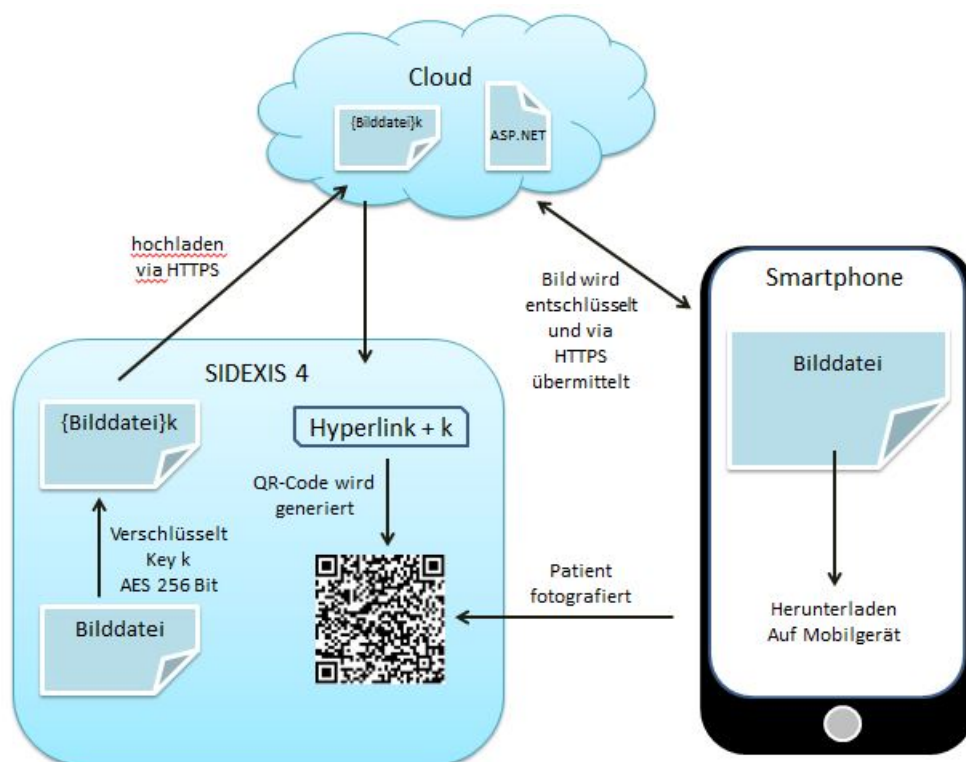 Cloud
{Bilddatei}k
ASP.NET
hochladen
via HTTPS
Bild wird
entschlüsselt
und via
HTTPS
übermittelt
Smartphone
Bilddatei
Herunterladen
Auf Mobilgerät
SIDEXIS 4
{Bilddatei}k
Hyperlink + k
QR-Code wird
generiert
Verschlüsselt
Key k
AES 256 Bit
Bilddatei
Patient
fotografiert